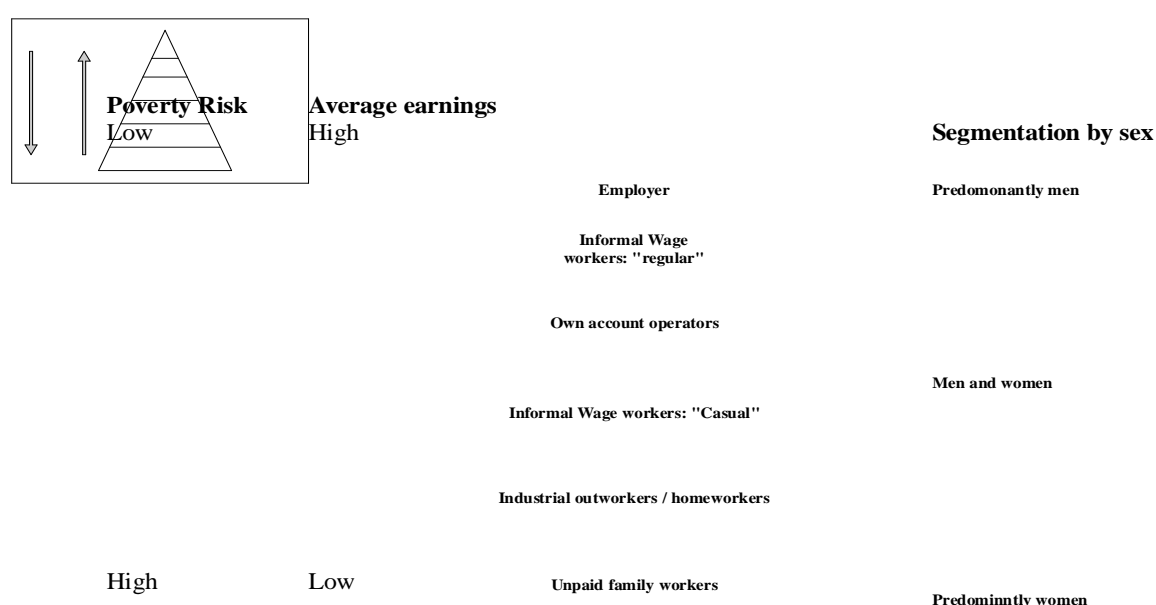 Poverty Risk
Average earnings
Low
High
Segmentation by sex
Employer
Predomonantly men
Informal Wage
workers: "regular"
Own account operators
Men and women
Informal Wage workers: "Casual"
Industrial outworkers / homeworkers
High
Low
Unpaid family workers
Predominntly women